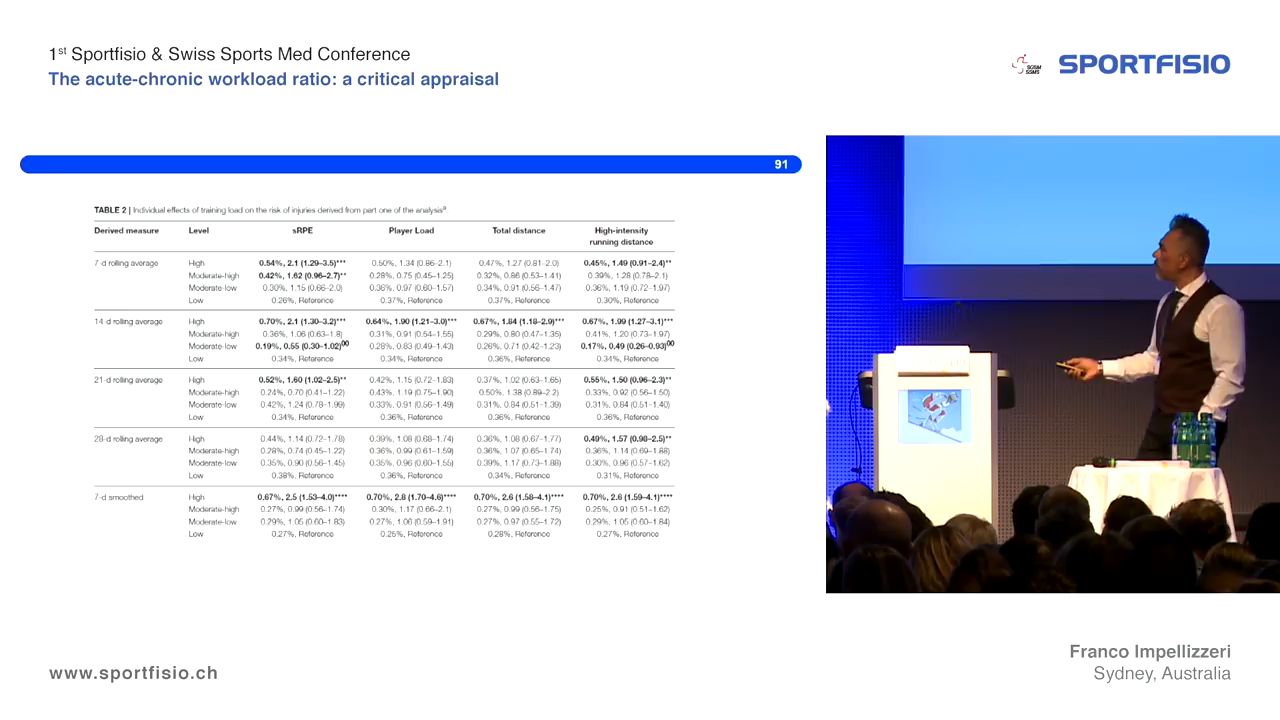 1st Sportfisio & Swiss Sports Med Conference
The acute-chronic workload ratio: a critical appraisal
SGSM
SSMS
SPORTFISIO
91
TABLE 2 | Individual effects of training load on the risk of injuries derived from part one of the analysisa
Derived measure Level sRPE Player Load Total distance High-intensity
running distance
7-d rolling average High 0.54%, 2.1 (1.29–3.5)*** 0.50%, 1.34 (0.86–2.1) 0.47%, 1.27 (0.81–2.0) 0.45%, 1.49 (0.91–2.4)**
Moderate-high 0.42%, 1.62 (0.96–2.7)** 0.28%, 0.75 (0.45–1.25) 0.32%, 0.86 (0.53–1.41) 0.39%, 1.28 (0.78–2.1)
Moderate-low 0.30%, 1.15 (0.66–2.0) 0.36%, 0.97 (0.60–1.57) 0.34%, 0.91 (0.56–1.47) 0.36%, 1.19 (0.72–1.97)
Low 0.26%, Reference 0.37%, Reference 0.37%, Reference 0.30%, Reference
14-d rolling average High 0.70%, 2.1 (1.30–3.2)*** 0.64%, 1.90 (1.21–3.0)*** 0.67%, 1.84 (1.18–2.9)*** 0.67%, 1.99 (1.27–3.1)***
Moderate-high 0.36%, 1.06 (0.63–1.8) 0.31%, 0.91 (0.54–1.55) 0.29%, 0.80 (0.47–1.35) 0.41%, 1.20 (0.73–1.97)
Moderate-low 0.19%, 0.55 (0.30–1.02)00 0.28%, 0.83 (0.49–1.43) 0.26%, 0.71 (0.42–1.23) 0.17%, 0.49 (0.26–0.93)00
Low 0.34%, Reference 0.34%, Reference 0.36%, Reference 0.34%, Reference
21-d rolling average High 0.52%, 1.60 (1.02–2.5)** 0.42%, 1.15 (0.72–1.83) 0.37%, 1.02 (0.63–1.65) 0.55%, 1.50 (0.96–2.3)**
Moderate-high 0.24%, 0.70 (0.41–1.22) 0.43%, 1.19 (0.75–1.90) 0.50%, 1.38 (0.89–2.2) 0.33%, 0.92 (0.56–1.50)
Moderate-low 0.42%, 1.24 (0.78–1.99) 0.33%, 0.91 (0.56–1.49) 0.31%, 0.84 (0.51–1.39) 0.31%, 0.84 (0.51–1.40)
Low 0.34%, Reference 0.36%, Reference 0.36%, Reference 0.36%, Reference
28-d rolling average High 0.44%, 1.14 (0.72–1.78) 0.39%, 1.08 (0.68–1.74) 0.36%, 1.08 (0.67–1.77) 0.49%, 1.57 (0.98–2.5)**
Moderate-high 0.28%, 0.74 (0.45–1.22) 0.36%, 0.99 (0.61–1.59) 0.36%, 1.07 (0.65–1.74) 0.36%, 1.14 (0.69–1.88)
Moderate-low 0.35%, 0.90 (0.56–1.45) 0.35%, 0.96 (0.60–1.55) 0.39%, 1.17 (0.73–1.88) 0.30%, 0.96 (0.57–1.62)
Low 0.38%, Reference 0.36%, Reference 0.34%, Reference 0.31%, Reference
7-d smoothed High 0.67%, 2.5 (1.53–4.0)**** 0.70%, 2.8 (1.70–4.6)**** 0.70%, 2.6 (1.58–4.1)**** 0.70%, 2.6 (1.59–4.1)****
Moderate-high 0.27%, 0.99 (0.56–1.74) 0.30%, 1.17 (0.66–2.1) 0.27%, 0.99 (0.56–1.75) 0.25%, 0.91 (0.51–1.62)
Moderate-low 0.29%, 1.05 (0.60–1.83) 0.27%, 1.06 (0.59–1.91) 0.27%, 0.97 (0.55–1.72) 0.29%, 1.05 (0.60–1.84)
Low 0.27%, Reference 0.25%, Reference 0.28%, Reference 0.27%, Reference
www.sportfisio.ch
Franco Impellizzeri
Sydney, Australia